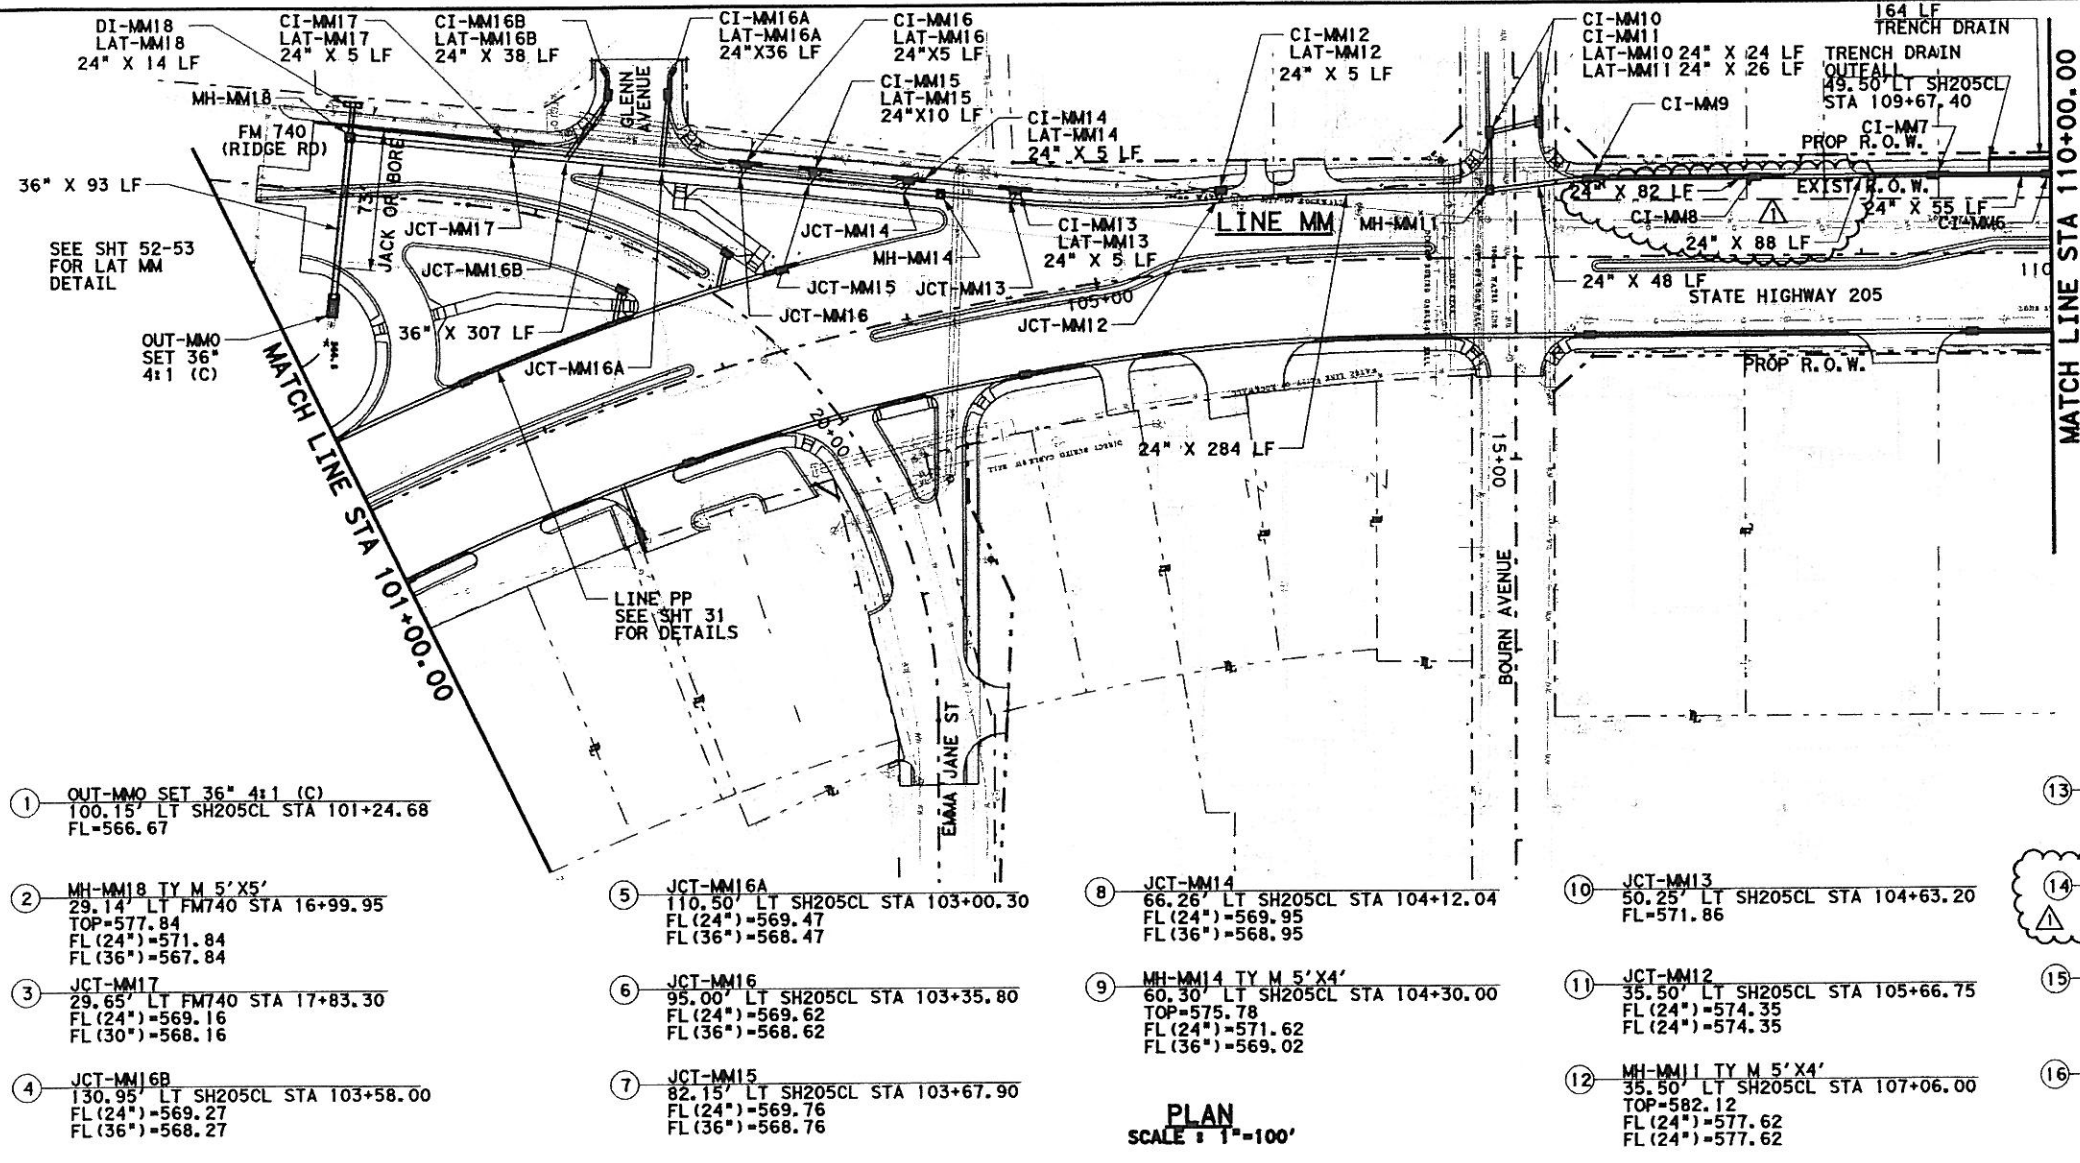 DI-MM18
LAT-MM18
24" X 14 LF
CI-MM17
LAT-MM17
24" X 5 LF
CI-MM16B
LAT-MM16B
24" X 38 LF
CI-MM16A
LAT-MM16A
24"X36 LF
CI-MM16
LAT-MM16
24"X5 LF
CI-MM15
LAT-MM15
24"X10 LF
CI-MM14
LAT-MM14
24" X 5 LF
CI-MM12
LAT-MM12
24" X 5 LF
CI-MM10
CI-MM11
LAT-MM10 24" X 24 LF
LAT-MM11 24" X 26 LF
164 LF
TRENCH DRAIN
TRENCH DRAIN
OUTFALL
49.50' LT SH205CL
STA 109+67.40
CI-MM9
CI-MM7
PROP R.O.W.
MH-MM18
FM 740
(RIDGE RD)
GLENN
AVENUE
36" X 93 LF
73'
JACK OR BORE
JCT-MM17
JCT-MM16B
JCT-MM14
MH-MM14
JCT-MM15
JCT-MM16
JCT-MM13
CI-MM13
LAT-MM13
24" X 5 LF
LINE MM
MH-MM11
24" X 82 LF
EXIST R.O.W.
CI-MM8
1
24" X 55 LF
CI-MM6
24" X 88 LF
24" X 48 LF
110
STATE HIGHWAY 205
SEE SHT 52-53
FOR LAT MM
DETAIL
OUT-MM0
SET 36"
4:1 (C)
36" X 307 LF
JCT-MM16A
105+00
JCT-MM12
PROP R.O.W.
MATCH LINE STA 110+00.00
MATCH LINE STA 101+00.00
20+00
24" X 284 LF
DIRECT BURIED CABLE SW BELL
WATER LINE CITY OF ROCKWALL
15+00
BOURN AVENUE
LINE PP
SEE SHT 31
FOR DETAILS
EMMA JANE ST
1 OUT-MM0 SET 36" 4:1 (C)
100.15' LT SH205CL STA 101+24.68
FL=566.67
2 MH-MM18 TY M 5'X5'
29.14' LT FM740 STA 16+99.95
TOP=577.84
FL(24")=571.84
FL(36")=567.84
3 JCT-MM17
29.65' LT FM740 STA 17+83.30
FL(24")=569.16
FL(30")=568.16
4 JCT-MM16B
130.95' LT SH205CL STA 103+58.00
FL(24")=569.27
FL(36")=568.27
5 JCT-MM16A
110.50' LT SH205CL STA 103+00.30
FL(24")=569.47
FL(36")=568.47
6 JCT-MM16
95.00' LT SH205CL STA 103+35.80
FL(24")=569.62
FL(36")=568.62
7 JCT-MM15
82.15' LT SH205CL STA 103+67.90
FL(24")=569.76
FL(36")=568.76
8 JCT-MM14
66.26' LT SH205CL STA 104+12.04
FL(24")=569.95
FL(36")=568.95
9 MH-MM14 TY M 5'X4'
60.30' LT SH205CL STA 104+30.00
TOP=575.78
FL(24")=571.62
FL(36")=569.02
10 JCT-MM13
50.25' LT SH205CL STA 104+63.20
FL=571.86
11 JCT-MM12
35.50' LT SH205CL STA 105+66.75
FL(24")=574.35
FL(24")=574.35
12 MH-MM11 TY M 5'X4'
35.50' LT SH205CL STA 107+06.00
TOP=582.12
FL(24")=577.62
FL(24")=577.62
13
14
1
15
16
PLAN
SCALE : 1"=100'